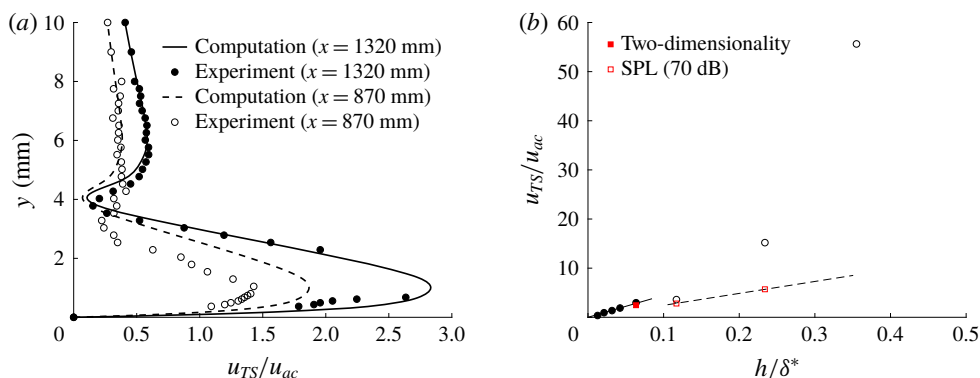 (a)
10
8
6
4
2
0
y (mm)
Computation (x = 1320 mm)
Experiment (x = 1320 mm)
Computation (x = 870 mm)
Experiment (x = 870 mm)
0.5
1.0
1.5
2.0
2.5
3.0
u_TS/u_ac
(b)
60
50
40
30
20
10
0
u_TS/u_ac
Two-dimensionality
SPL (70 dB)
0.1
0.2
0.3
0.4
0.5
h/δ*